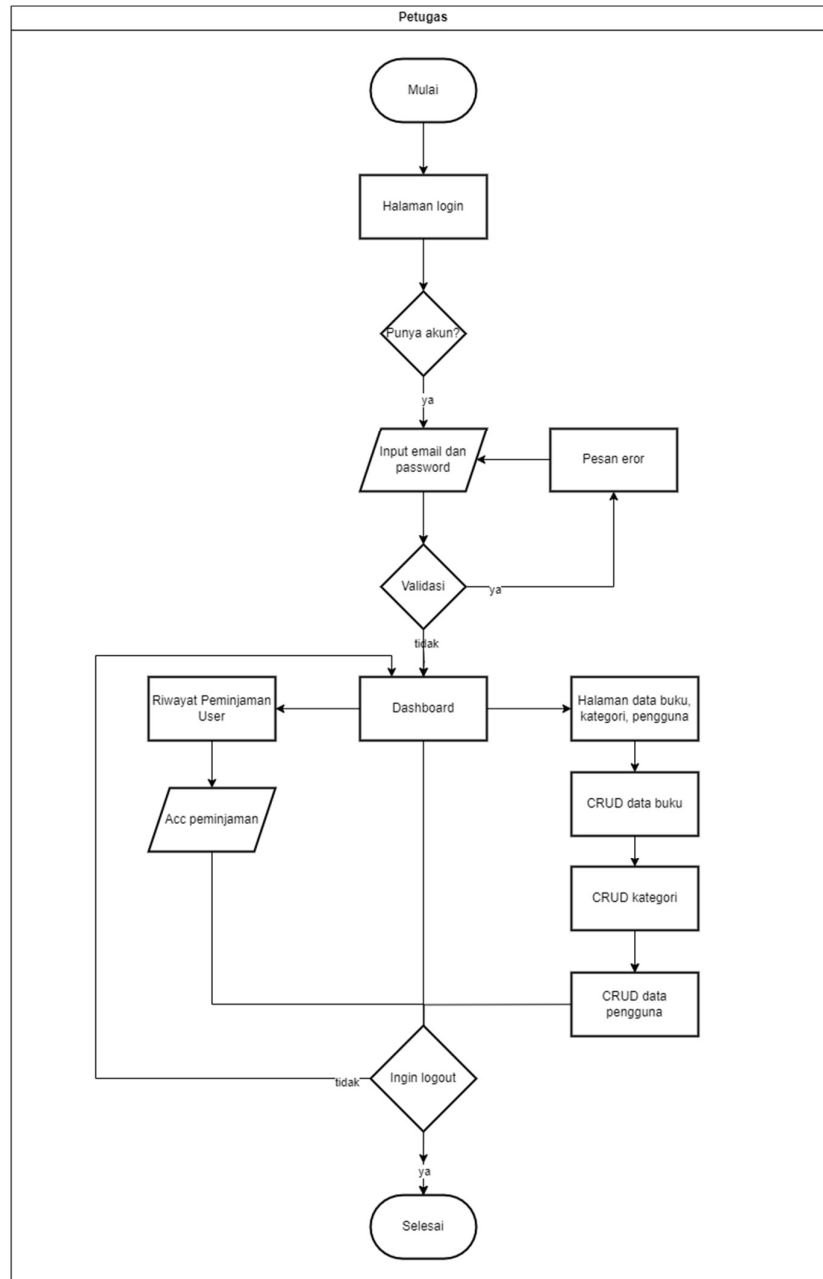 Petugas
Mulai
Halaman login
Punya akun?
ya
Input email dan
password
Pesan eror
Validasi
ya
tidak
Riwayat Peminjaman
User
Dashboard
Halaman data buku,
kategori, pengguna
Acc peminjaman
CRUD data buku
CRUD kategori
CRUD data
pengguna
Ingin logout
tidak
ya
Selesai